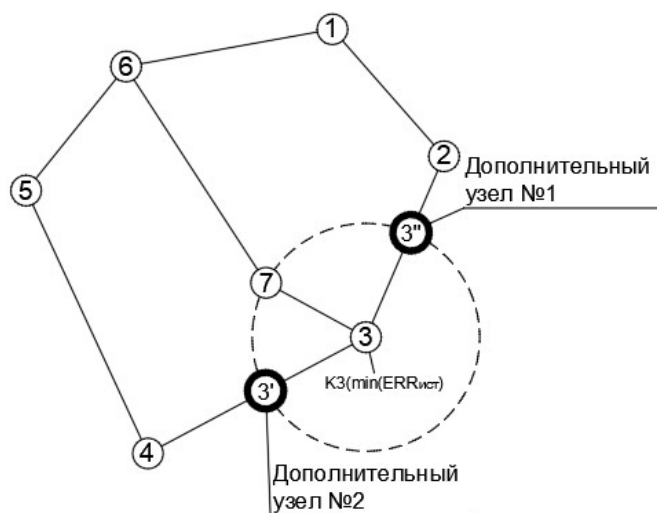 1
6
2
Дополнительный
узел №1
5
3"
7
3
K3(min(ERRист)
3'
4
Дополнительный
узел №2